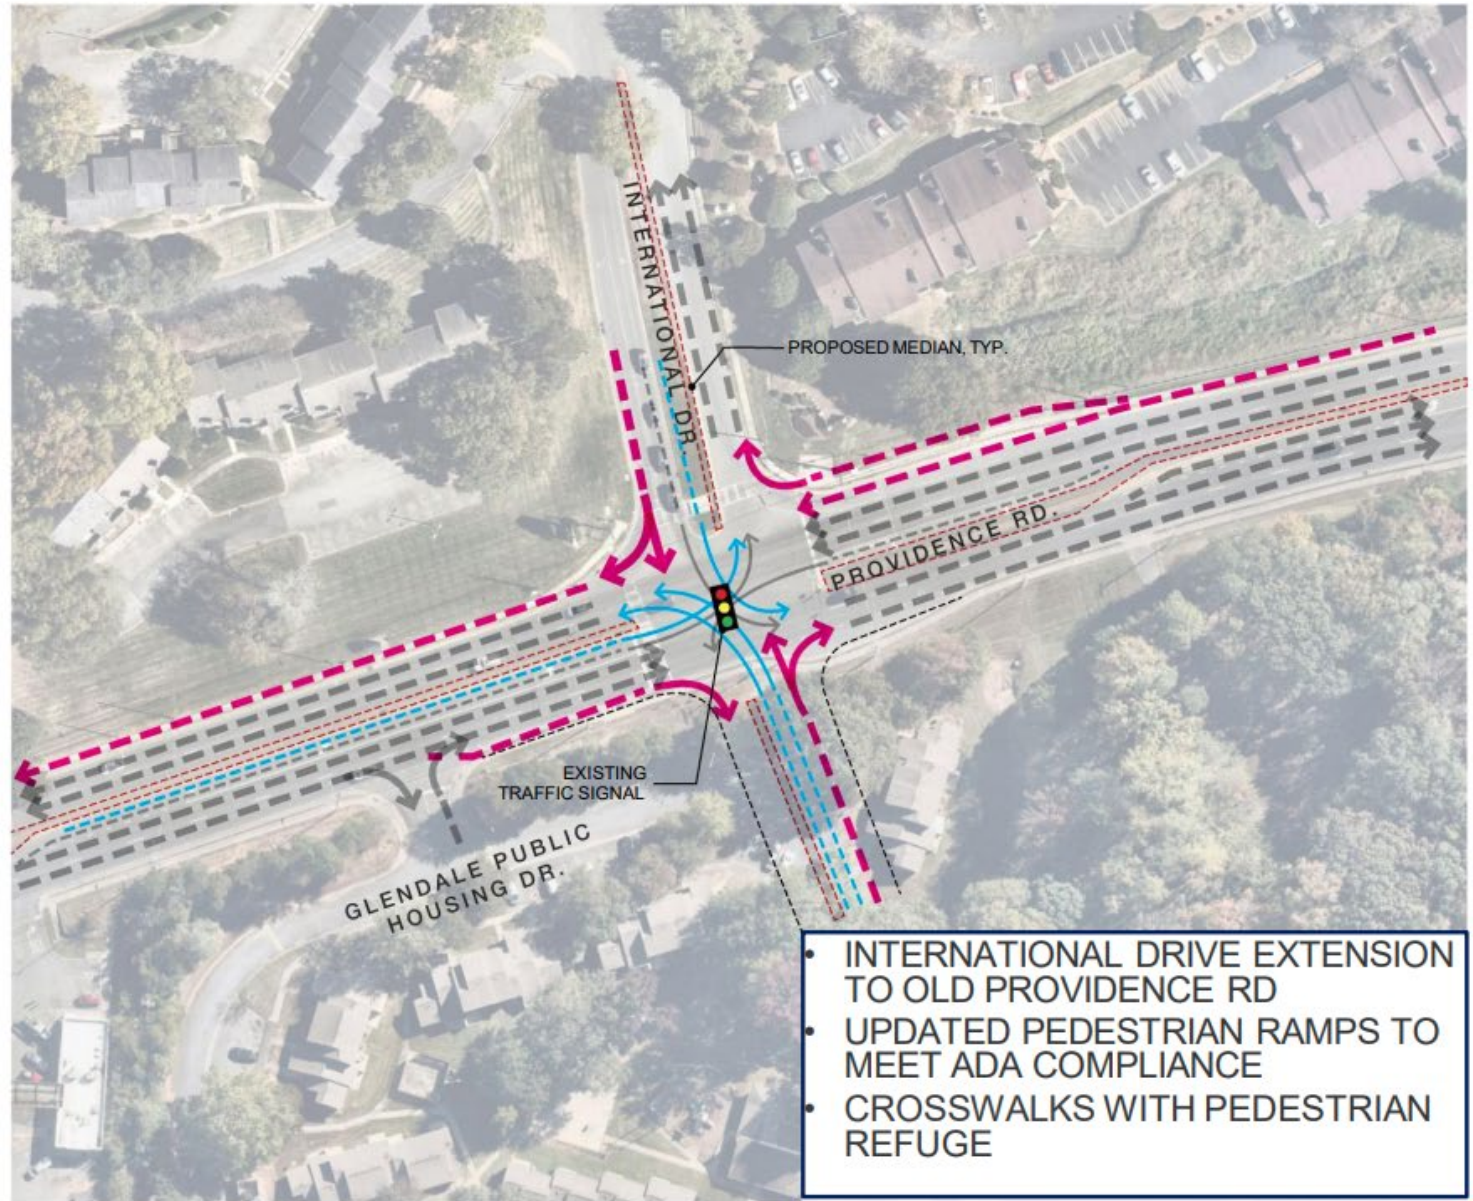 INTERNATIONAL DR.
PROPOSED MEDIAN, TYP.
PROVIDENCE RD.
EXISTING
TRAFFIC SIGNAL
GLENDALE PUBLIC
HOUSING DR.
• INTERNATIONAL DRIVE EXTENSION
TO OLD PROVIDENCE RD
• UPDATED PEDESTRIAN RAMPS TO
MEET ADA COMPLIANCE
• CROSSWALKS WITH PEDESTRIAN
REFUGE